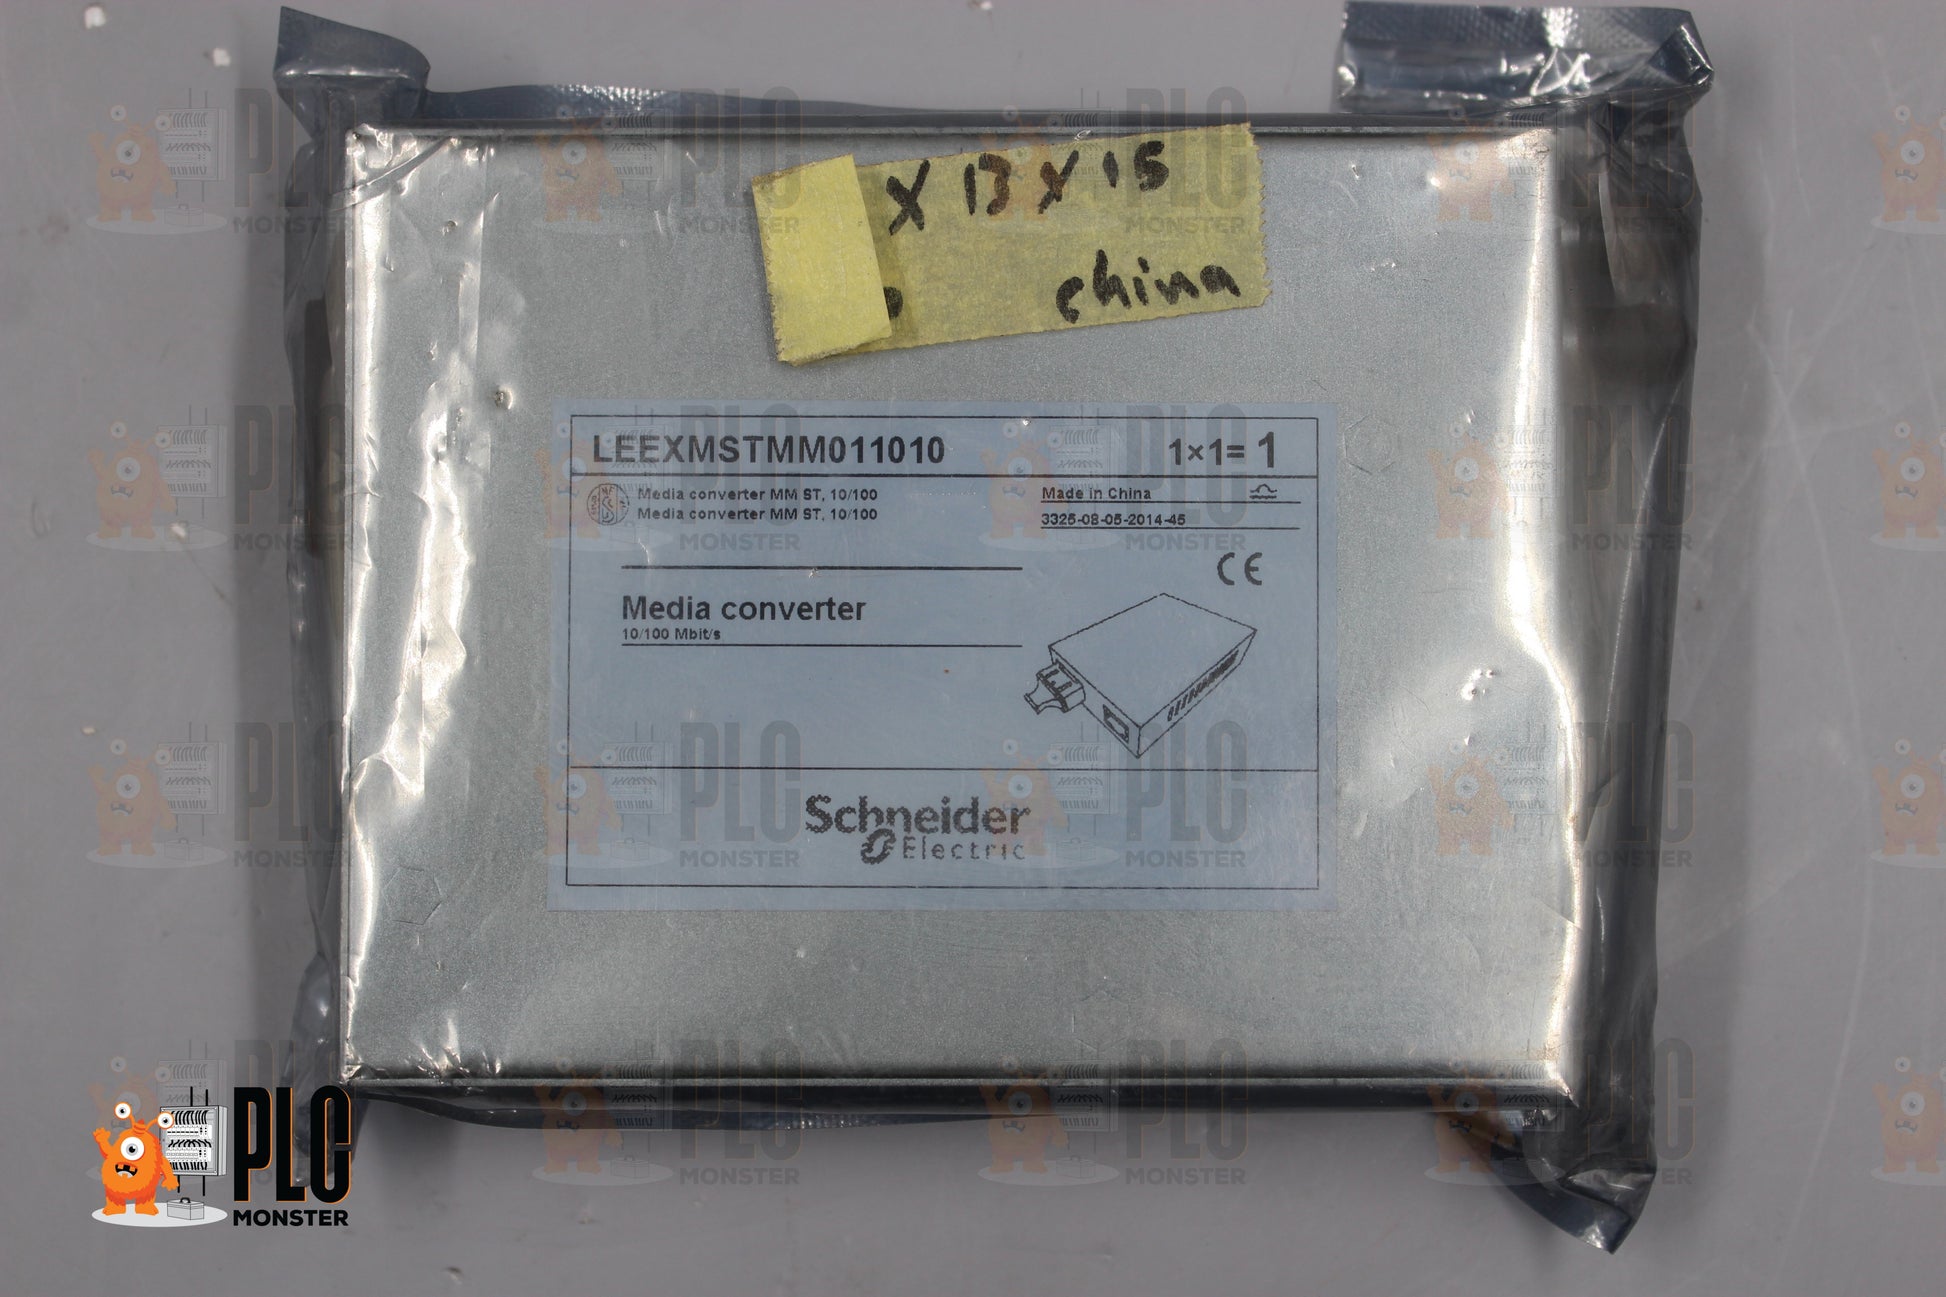 X 13 X 15
china
LEEXMSTMM011010 1×1= 1
Media converter MM ST, 10/100
Media converter MM ST, 10/100
Made in China
3325-08-05-2014-45
CE
Media converter
10/100 Mbit/s
Schneider
Electric
PLC
MONSTER